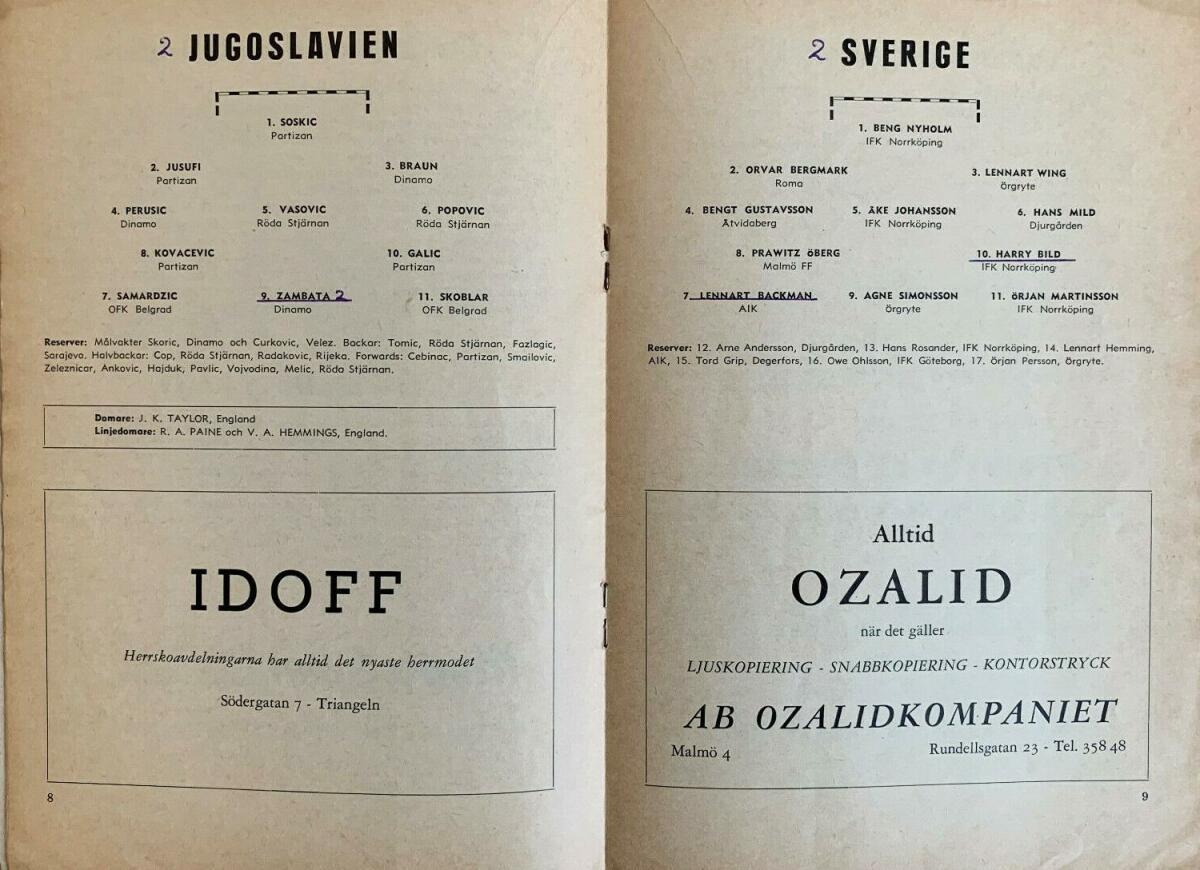 2 JUGOSLAVIEN
1. SOSKIC
Partizan
2. JUSUFI
Partizan
3. BRAUN
Dinamo
4. PERUSIC
Dinamo
5. VASOVIC
Röda Stjärnan
6. POPOVIC
Röda Stjärnan
8. KOVACEVIC
Partizan
10. GALIC
Partizan
7. SAMARDZIC
OFK Belgrad
9. ZAMBATA 2
Dinamo
11. SKOBLAR
OFK Belgrad
Reserver: Målvakter Skoric, Dinamo och Curkovic, Velez. Backar: Tomic, Röda Stjärnan, Fazlogic,
Sarajevo. Halvbackar: Cop, Röda Stjärnan, Radakovic, Rijeka. Forwards: Cebinac, Partizan, Smailovic,
Zeleznicar, Ankovic, Hajduk, Pavlic, Vojvodina, Melic, Röda Stjärnan.
Domare: J. K. TAYLOR, England
Linjedomare: R. A. PAINE och V. A. HEMMINGS, England.
IDOFF
Herrskoavdelningarna har alltid det nyaste herrmodet
Södergatan 7 - Triangeln
8
2 SVERIGE
1. BENG NYHOLM
IFK Norrköping
2. ORVAR BERGMARK
Roma
3. LENNART WING
Örgryte
4. BENGT GUSTAVSSON
Åtvidaberg
5. ÅKE JOHANSSON
IFK Norrköping
6. HANS MILD
Djurgården
8. PRAWITZ ÖBERG
Malmö FF
10. HARRY BILD
IFK Norrköping
7. LENNART BACKMAN
AIK
9. AGNE SIMONSSON
Örgryte
11. ÖRJAN MARTINSSON
IFK Norrköping
Reserver: 12. Arne Andersson, Djurgården, 13. Hans Rosander, IFK Norrköping, 14. Lennart Hemming,
AIK, 15. Tord Grip, Degerfors, 16. Owe Ohlsson, IFK Göteborg, 17. Örjan Persson, Örgryte.
Alltid
OZALID
när det gäller
LJUSKOPIERING - SNABBKOPIERING - KONTORSTRYCK
AB OZALIDKOMPANIET
Malmö 4
Rundellsgatan 23 - Tel. 358 48
9